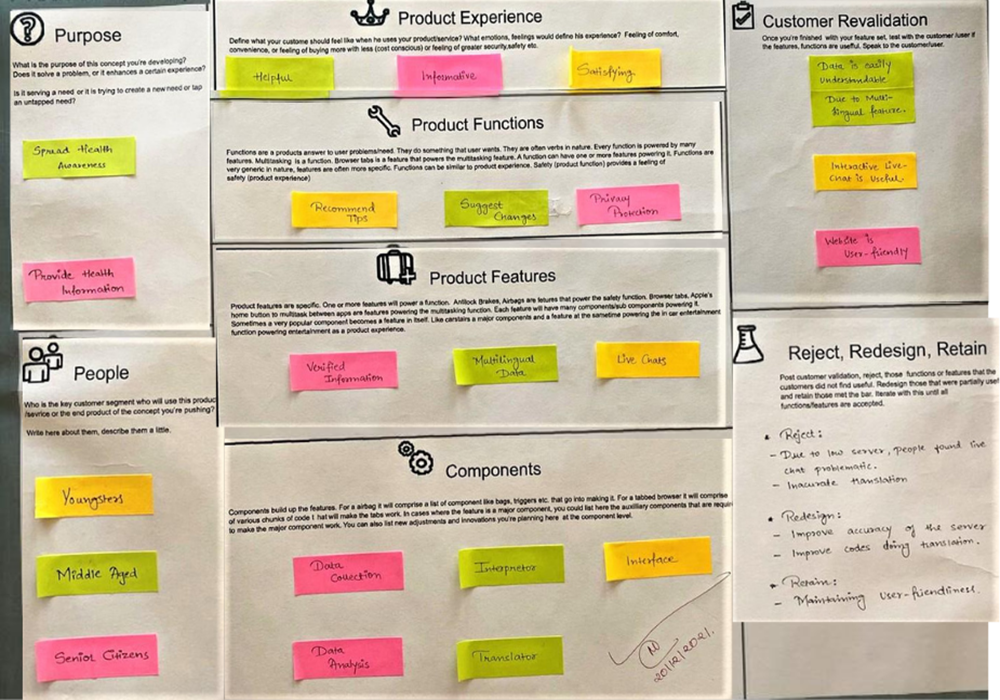 Purpose
What is the purpose of this concept you're developing?
Does it solve a problem, or it enhances a certain experience?
Is it serving a need or it is trying to create a new need or tap
an untapped need?
Spread Health
Awareness
Provide Health
Information
People
Who is the key customer segment who will use this produc
/sevrice or the end product of the concept you're pushing?
Write here about them, describe them a little.
Youngsters
Middle Aged
Senior Citizens
Product Experience
Define what your custome should feel like when he uses your product/service? What emotions, feelings would define his experience? Feeling of comfort,
convenience, or feeling of buying more with less (cost conscious) or feeling of greater security,safety etc.
Helpful
Informative
Satisfying
Product Functions
Functions are a products answer to user problems/need. They do something that user wants. They are often verbs in nature. Every function is powered by many
features. Multitasking is a function. Browser tabs is a feature that powers the multitasking feature. A function can have one or more features powering it. Functions are
very generic in nature, features are often more specific. Functions can be similar to product experience. Safety (product function) provides a feeling of
safety (product experience)
Recommend
Tips
Suggest
Changes
Privacy
Protection
Product Features
Product features are specific. One or more features will power a function. Antilock Brakes, Airbags are fetures that power the safety function. Browser tabs, Apple's
home button to multitask between apps are features powering the multitasking function. Each feature will have many components/sub components powering it.
Sometimes a very popular component becomes a feature in itself. Like carstairs a major components and a feature at the sametime powering the in car entertainment
function powering entertainment as a product experience.
Verified
Information
Multilingual
Data
Live Chats
Components
Components build up the features. For a airbag it will comprise a list of component like bags, triggers etc. that go into making it. For a tabbed browser it will comprise
of various chunks of code t hat will make the tabs work. In cases where the feature is a major component, you could list here the auxiliary components that are requir
to make the major component work. You can also list new adjustments and innovations you're planning here at the component level.
Data
Collection
Interpretor
Interface
Data
Analysis
Translator
20/12/2021.
Customer Revalidation
Once you're finished with your feature set, test with the customer /user if
the features, functions are useful. Speak to the customer/user.
Data is easily
understandable
Due to Multi-
lingual feature.
Interactive Live-
Chat is Useful.
Website is
User-friendly
Reject, Redesign, Retain
Post customer validation, reject, those functions or features that the
customers did not find useful. Redesign those that were partially use
and retain those met the bar. Iterate with this until all
functions/features are accepted.
• Reject:
- Due to low server, people found live
chat problematic.
- Inacurate translation
• Redesign:
- Improve accuracy of the server
- Improve codes doing translation.
• Retain:
- Maintaining user-friendliness.